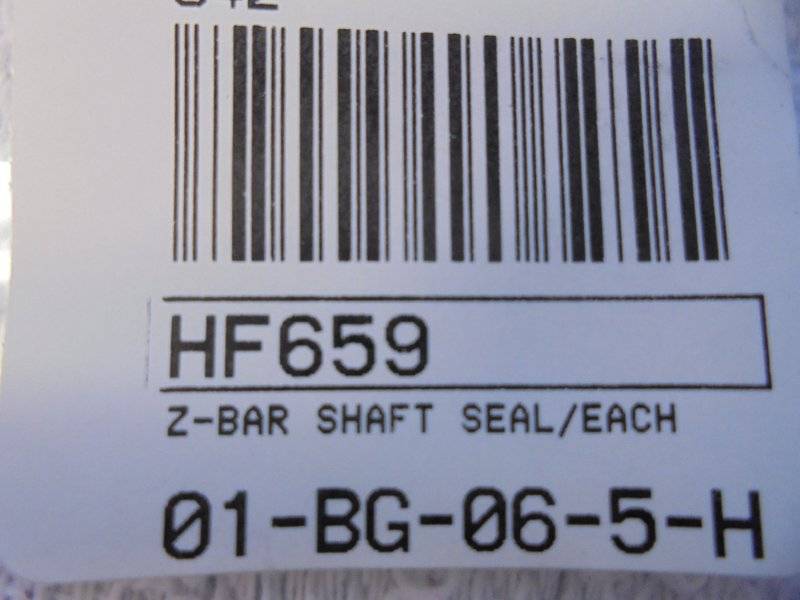 HF659
Z-BAR SHAFT SEAL/EACH
01-BG-06-5-H